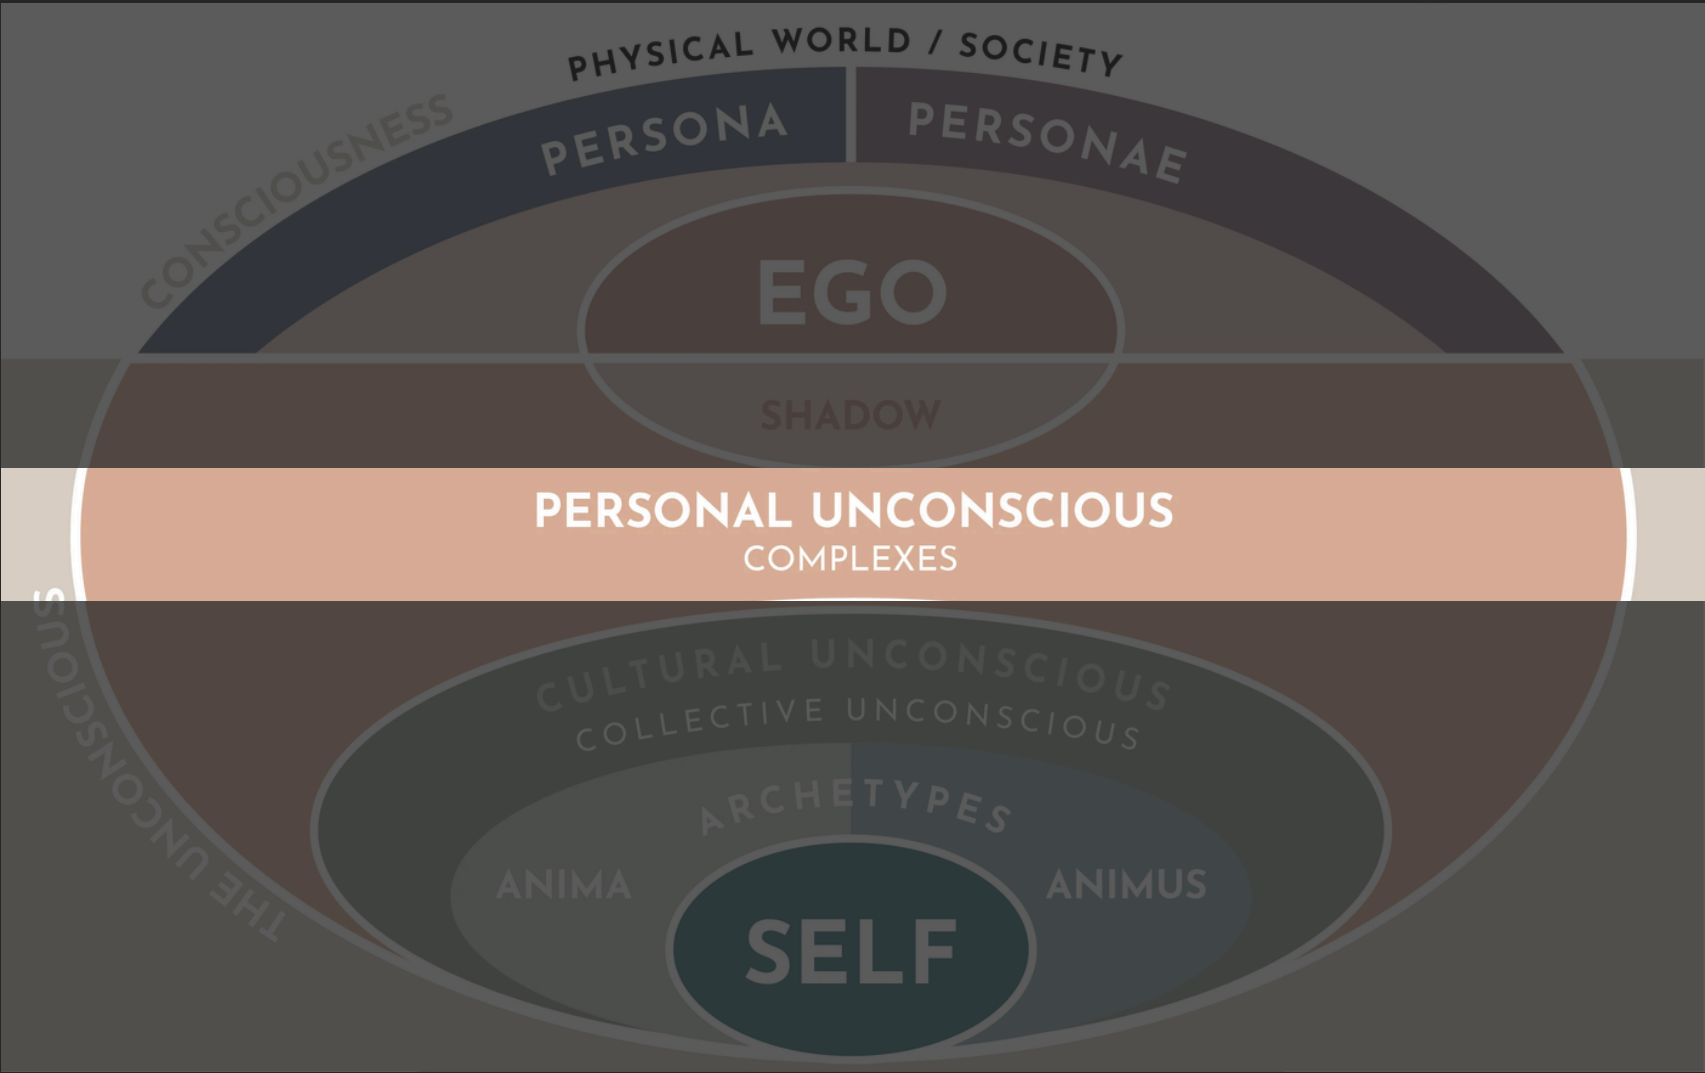 PHYSICAL WORLD / SOCIETY
CONSCIOUSNESS
PERSONA
PERSONAE
EGO
SHADOW
PERSONAL UNCONSCIOUS
COMPLEXES
CULTURAL UNCONSCIOUS
COLLECTIVE UNCONSCIOUS
ARCHETYPES
ANIMA
ANIMUS
SELF
THE UNCONSCIOUS